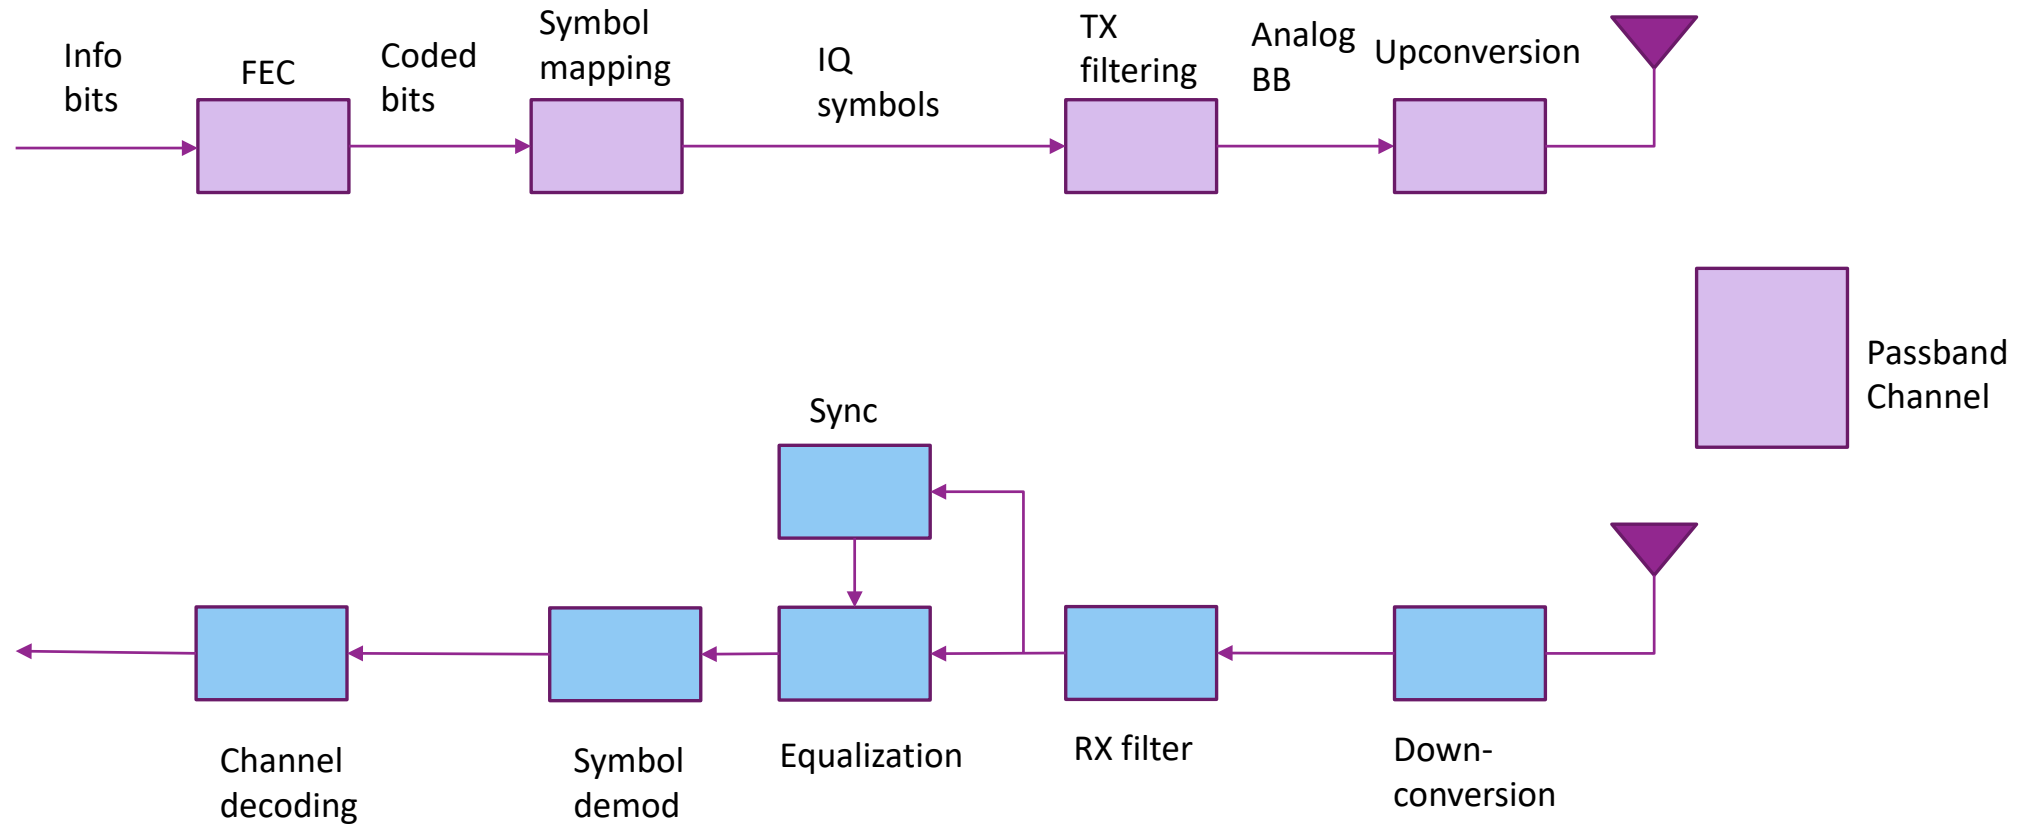 Info
bits
FEC
Coded
bits
Symbol
mapping
IQ
symbols
TX
filtering
Analog
BB
Upconversion
Passband
Channel
Sync
Channel
decoding
Symbol
demod
Equalization
RX filter
Down-
conversion